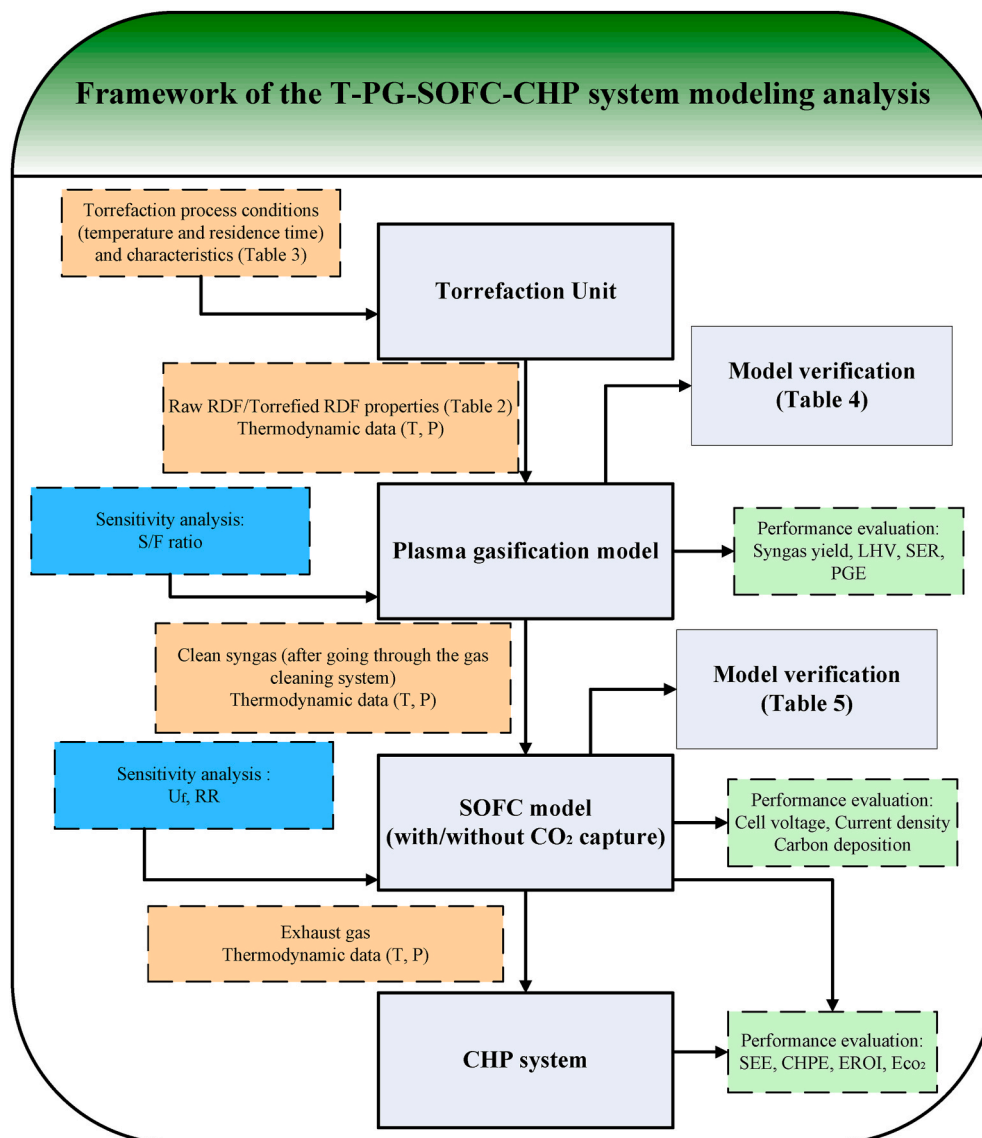 Framework of the T-PG-SOFC-CHP system modeling analysis
Torrefaction process conditions
(temperature and residence time)
and characteristics (Table 3)
Torrefaction Unit
Raw RDF/Torrefied RDF properties (Table 2)
Thermodynamic data (T, P)
Model verification
(Table 4)
Sensitivity analysis:
S/F ratio
Plasma gasification model
Performance evaluation:
Syngas yield, LHV, SER,
PGE
Clean syngas (after going through the gas
cleaning system)
Thermodynamic data (T, P)
Model verification
(Table 5)
Sensitivity analysis :
Uf, RR
SOFC model
(with/without CO₂ capture)
Performance evaluation:
Cell voltage, Current density
Carbon deposition
Exhaust gas
Thermodynamic data (T, P)
CHP system
Performance evaluation:
SEE, CHPE, EROI, Eco₂